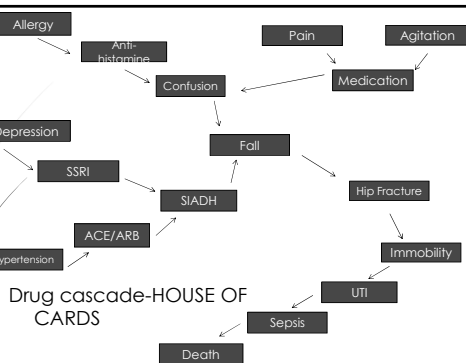 Allergy
Pain
Agitation
Anti-
histamine
Medication
Confusion
Depression
Fall
SSRI
SIADH
Hip Fracture
ACE/ARB
Immobility
ypertension
UTI
Drug cascade-HOUSE OF
CARDS
Sepsis
Death